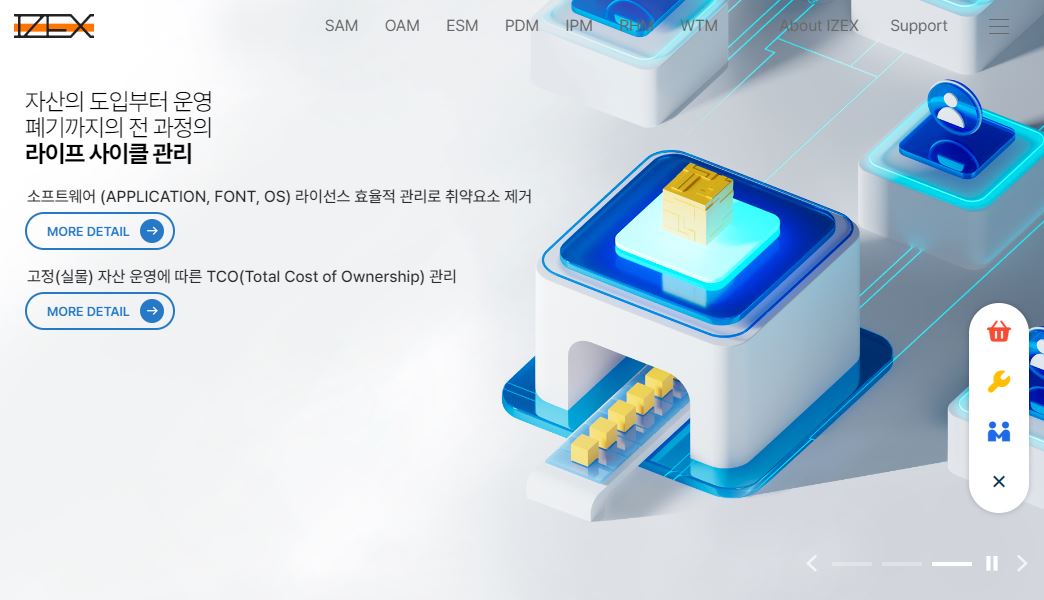 IZEX
SAM OAM ESM PDM IPM RHM WTM About IZEX Support
자산의 도입부터 운영
폐기까지의 전 과정의
라이프 사이클 관리
소프트웨어 (APPLICATION, FONT, OS) 라이선스 효율적 관리로 취약요소 제거
MORE DETAIL
고정(실물) 자산 운영에 따른 TCO(Total Cost of Ownership) 관리
MORE DETAIL